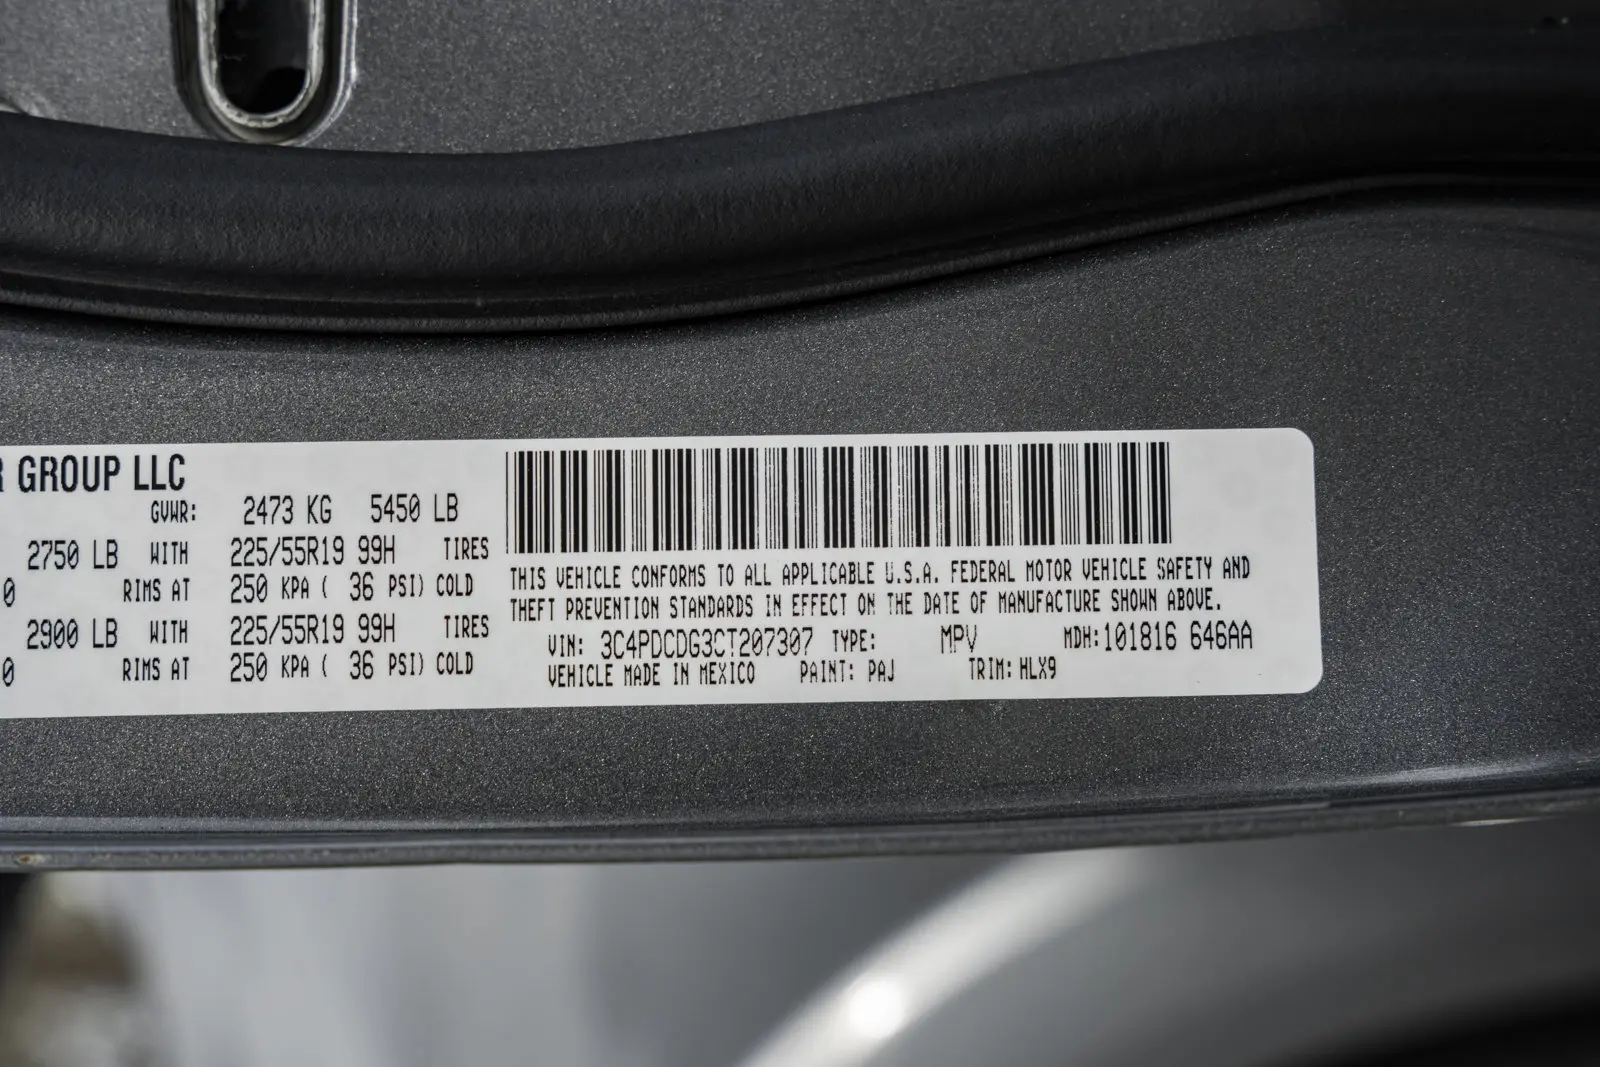 R GROUP LLC
GVWR: 2473 KG 5450 LB
2750 LB WITH 225/55R19 99H TIRES
0 RIMS AT 250 KPA ( 36 PSI) COLD
2900 LB WITH 225/55R19 99H TIRES
0 RIMS AT 250 KPA ( 36 PSI) COLD
THIS VEHICLE CONFORMS TO ALL APPLICABLE U.S.A. FEDERAL MOTOR VEHICLE SAFETY AND
THEFT PREVENTION STANDARDS IN EFFECT ON THE DATE OF MANUFACTURE SHOWN ABOVE.
VIN: 3C4PDCDG3CT207307 TYPE: MPV MDH:101816 646AA
VEHICLE MADE IN MEXICO PAINT: PAJ TRIM: HLX9